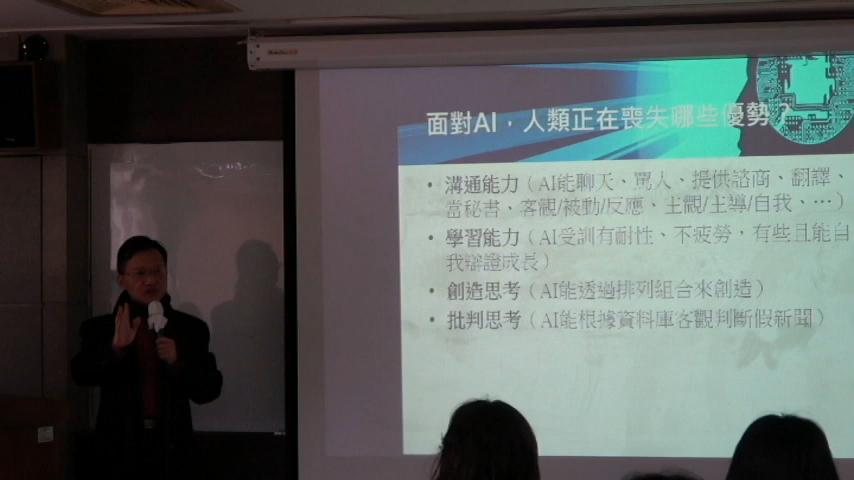 面對AI，人類正在喪失哪些優勢？
• 溝通能力（AI能聊天、罵人、提供諮商、翻譯、
當秘書、客觀/被動/反應、主觀/主導/自我、…）
• 學習能力（AI受訓有耐性、不疲勞，有些且能自
我辯證成長）
• 創造思考（AI能透過排列組合來創造）
• 批判思考（AI能根據資料庫客觀判斷假新聞）